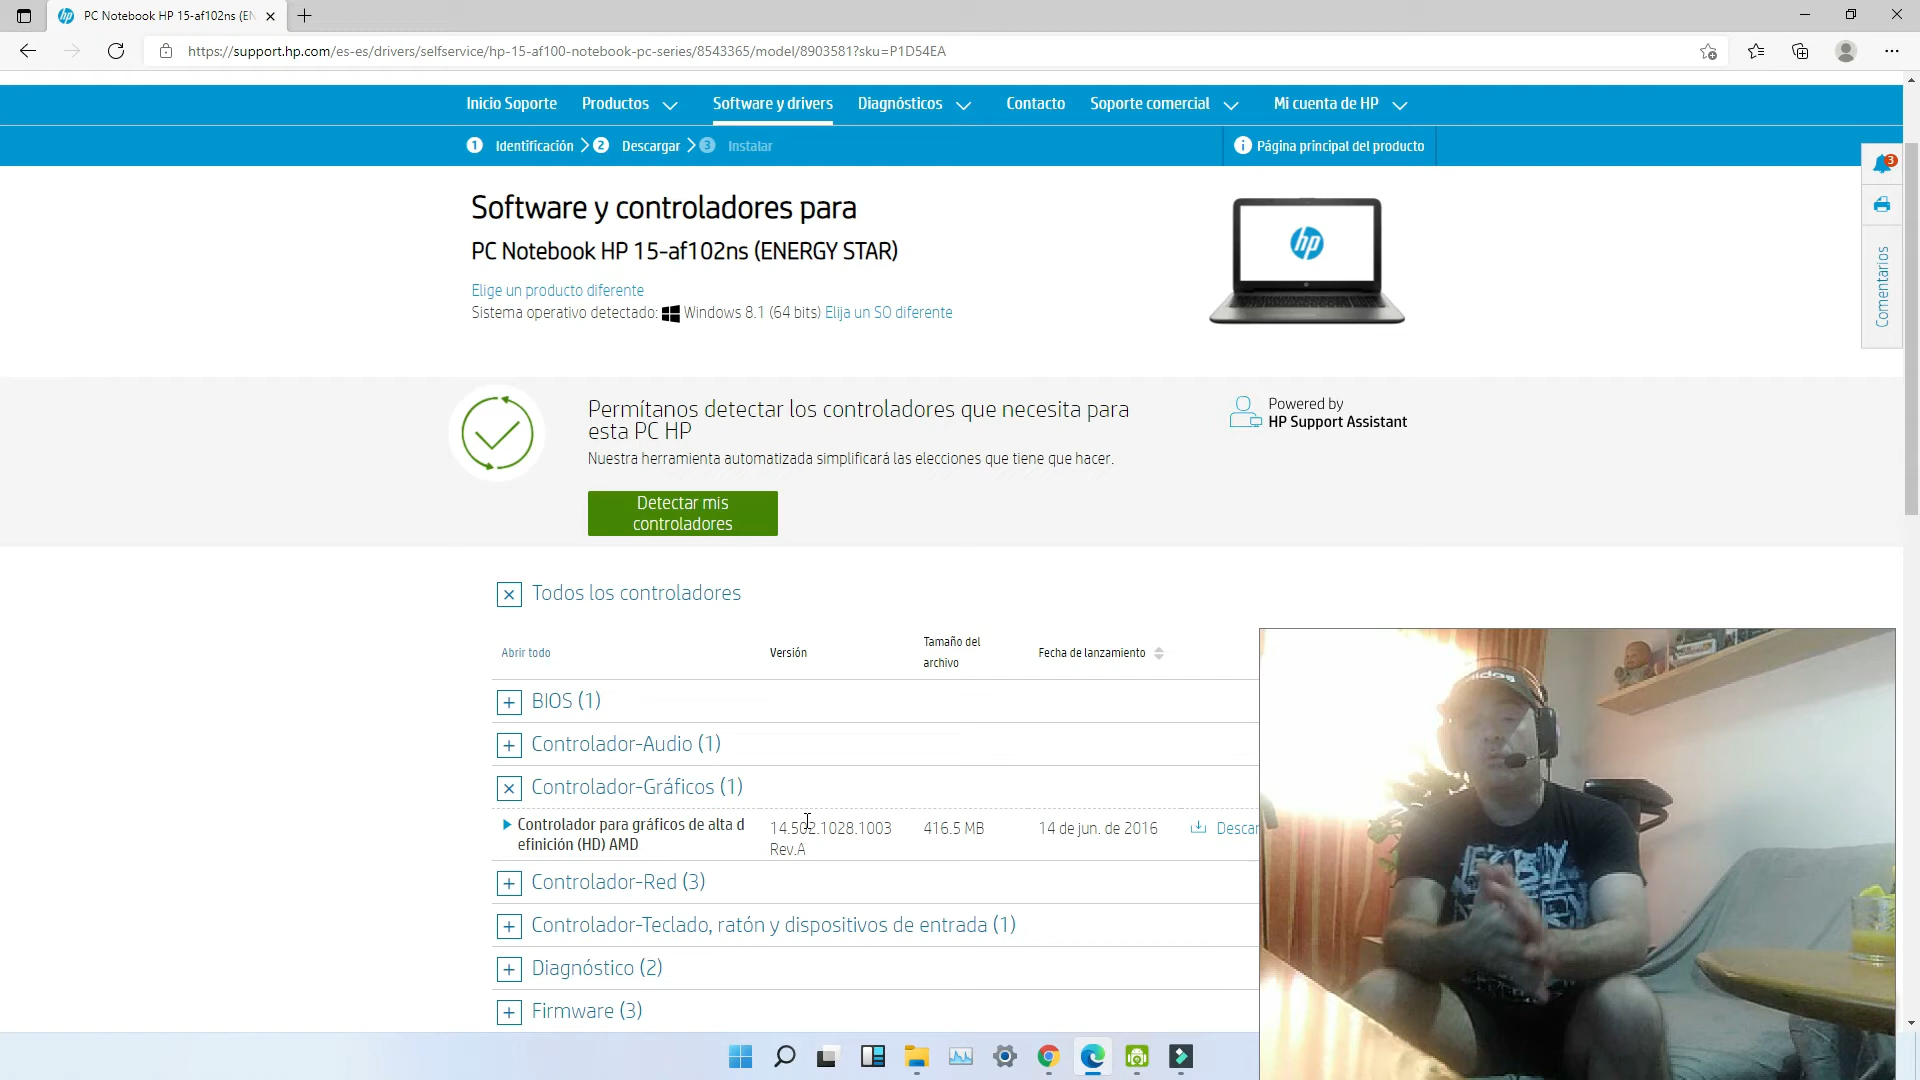 PC Notebook HP 15-af102ns (EN
https://support.hp.com/es-es/drivers/selfservice/hp-15-af100-notebook-pc-series/8543365/model/8903581?sku=P1D54EA
Inicio Soporte Productos Software y drivers Diagnósticos Contacto Soporte comercial Mi cuenta de HP
1 Identificación 2 Descargar 3 Instalar Página principal del producto
3
Comentarios
Software y controladores para
PC Notebook HP 15-af102ns (ENERGY STAR)
Elige un producto diferente
Sistema operativo detectado: Windows 8.1 (64 bits) Elija un SO diferente
hp
Permítanos detectar los controladores que necesita para
esta PC HP
Nuestra herramienta automatizada simplificará las elecciones que tiene que hacer.
Detectar mis
controladores
Powered by
HP Support Assistant
Todos los controladores
Abrir todo Versión Tamaño del
archivo Fecha de lanzamiento
BIOS (1)
Controlador-Audio (1)
Controlador-Gráficos (1)
Controlador para gráficos de alta d
efinición (HD) AMD
14.502.1028.1003
Rev.A
416.5 MB
14 de jun. de 2016
Descar
Controlador-Red (3)
Controlador-Teclado, ratón y dispositivos de entrada (1)
Diagnóstico (2)
Firmware (3)